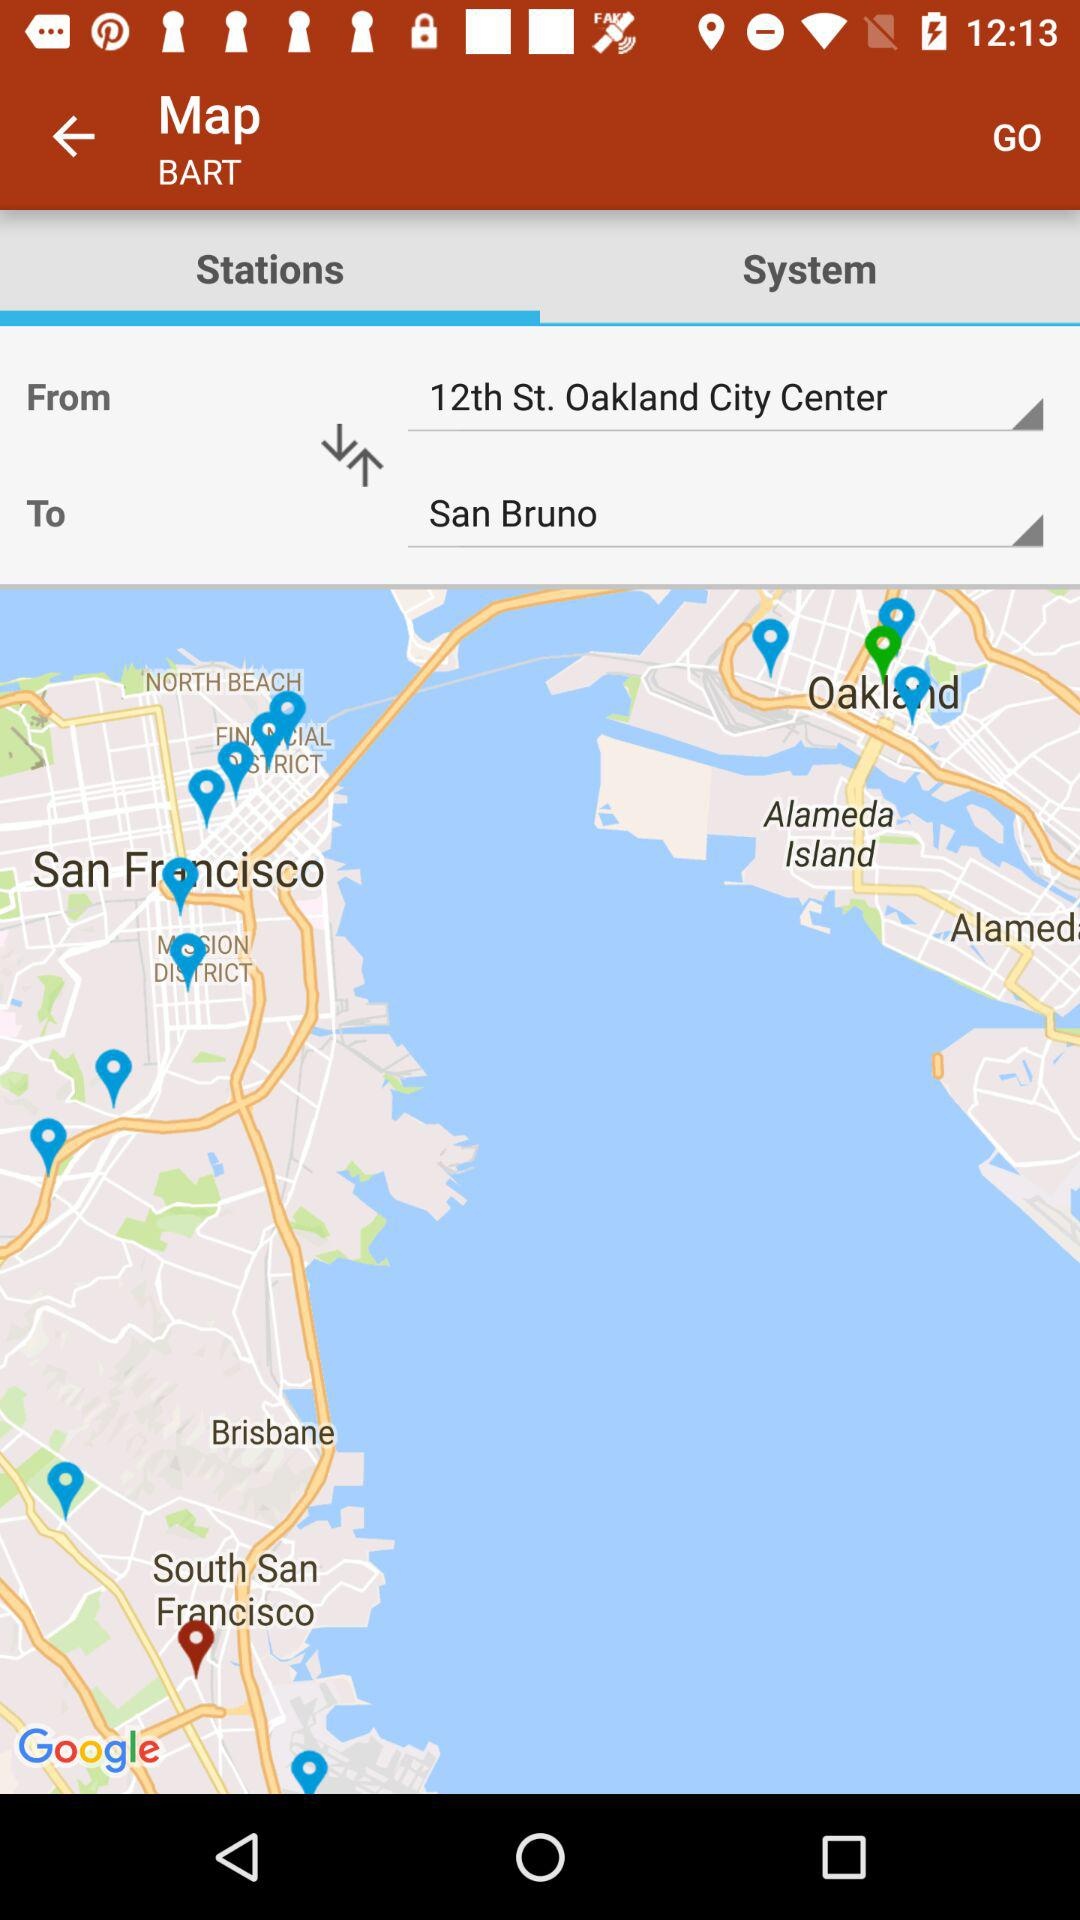 FAKE
12:13
Map
BART
GO
Stations
System
From
12th St. Oakland City Center
To
San Bruno
NORTH BEACH
FINANCIAL
DISTRICT
Oakland
Alameda
Island
San Francisco
Alameda
MISSION
DISTRICT
Brisbane
South San
Francisco
Google